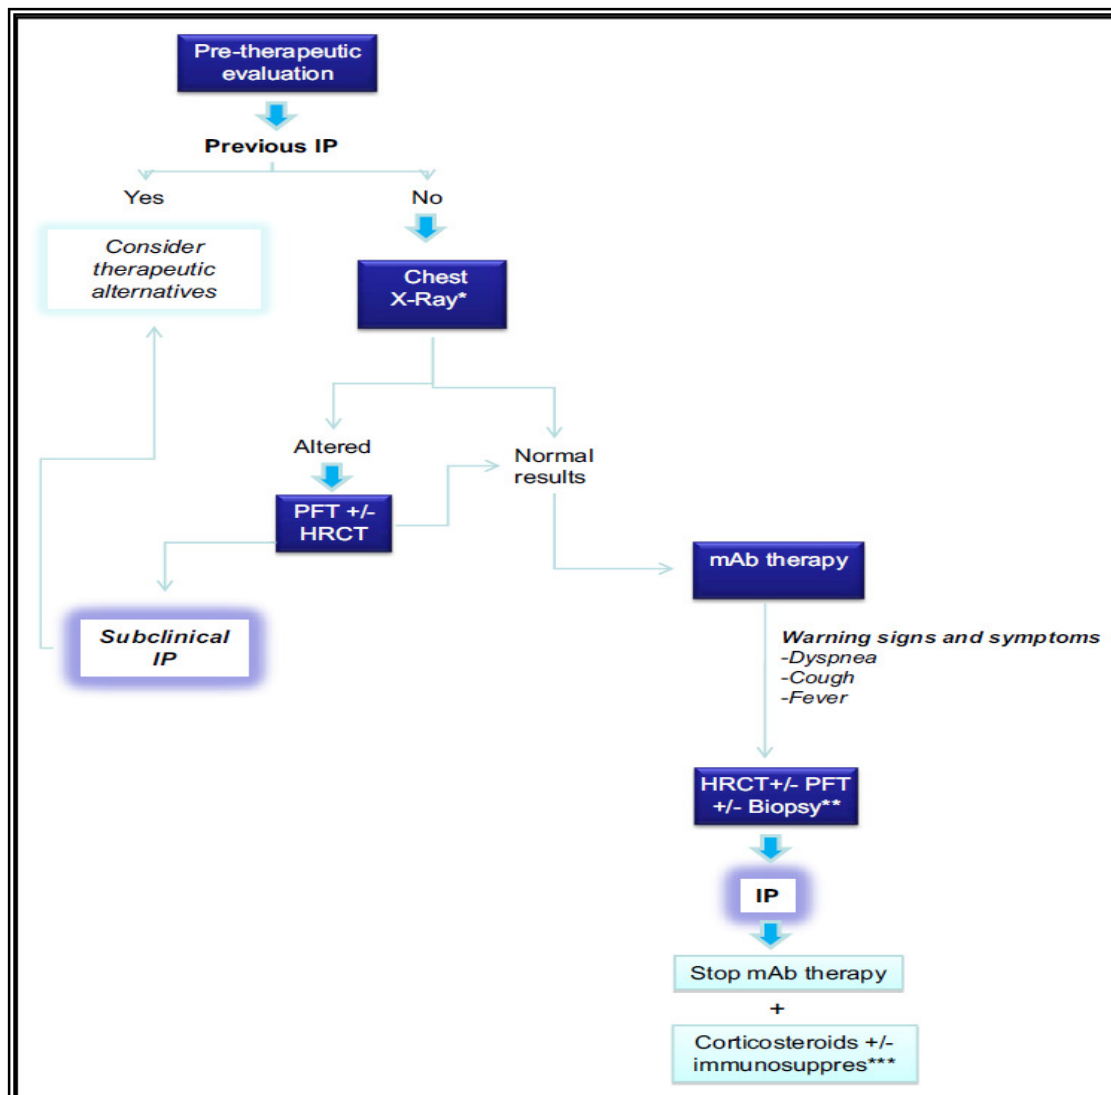 Pre-therapeutic
evaluation
Previous IP
Yes
No
Consider
therapeutic
alternatives
Chest
X-Ray*
Altered
Normal
results
PFT +/-
HRCT
mAb therapy
Subclinical
IP
Warning signs and symptoms
-Dyspnea
-Cough
-Fever
HRCT+/- PFT
+/- Biopsy**
IP
Stop mAb therapy
+
Corticosteroids +/-
immunosuppres***